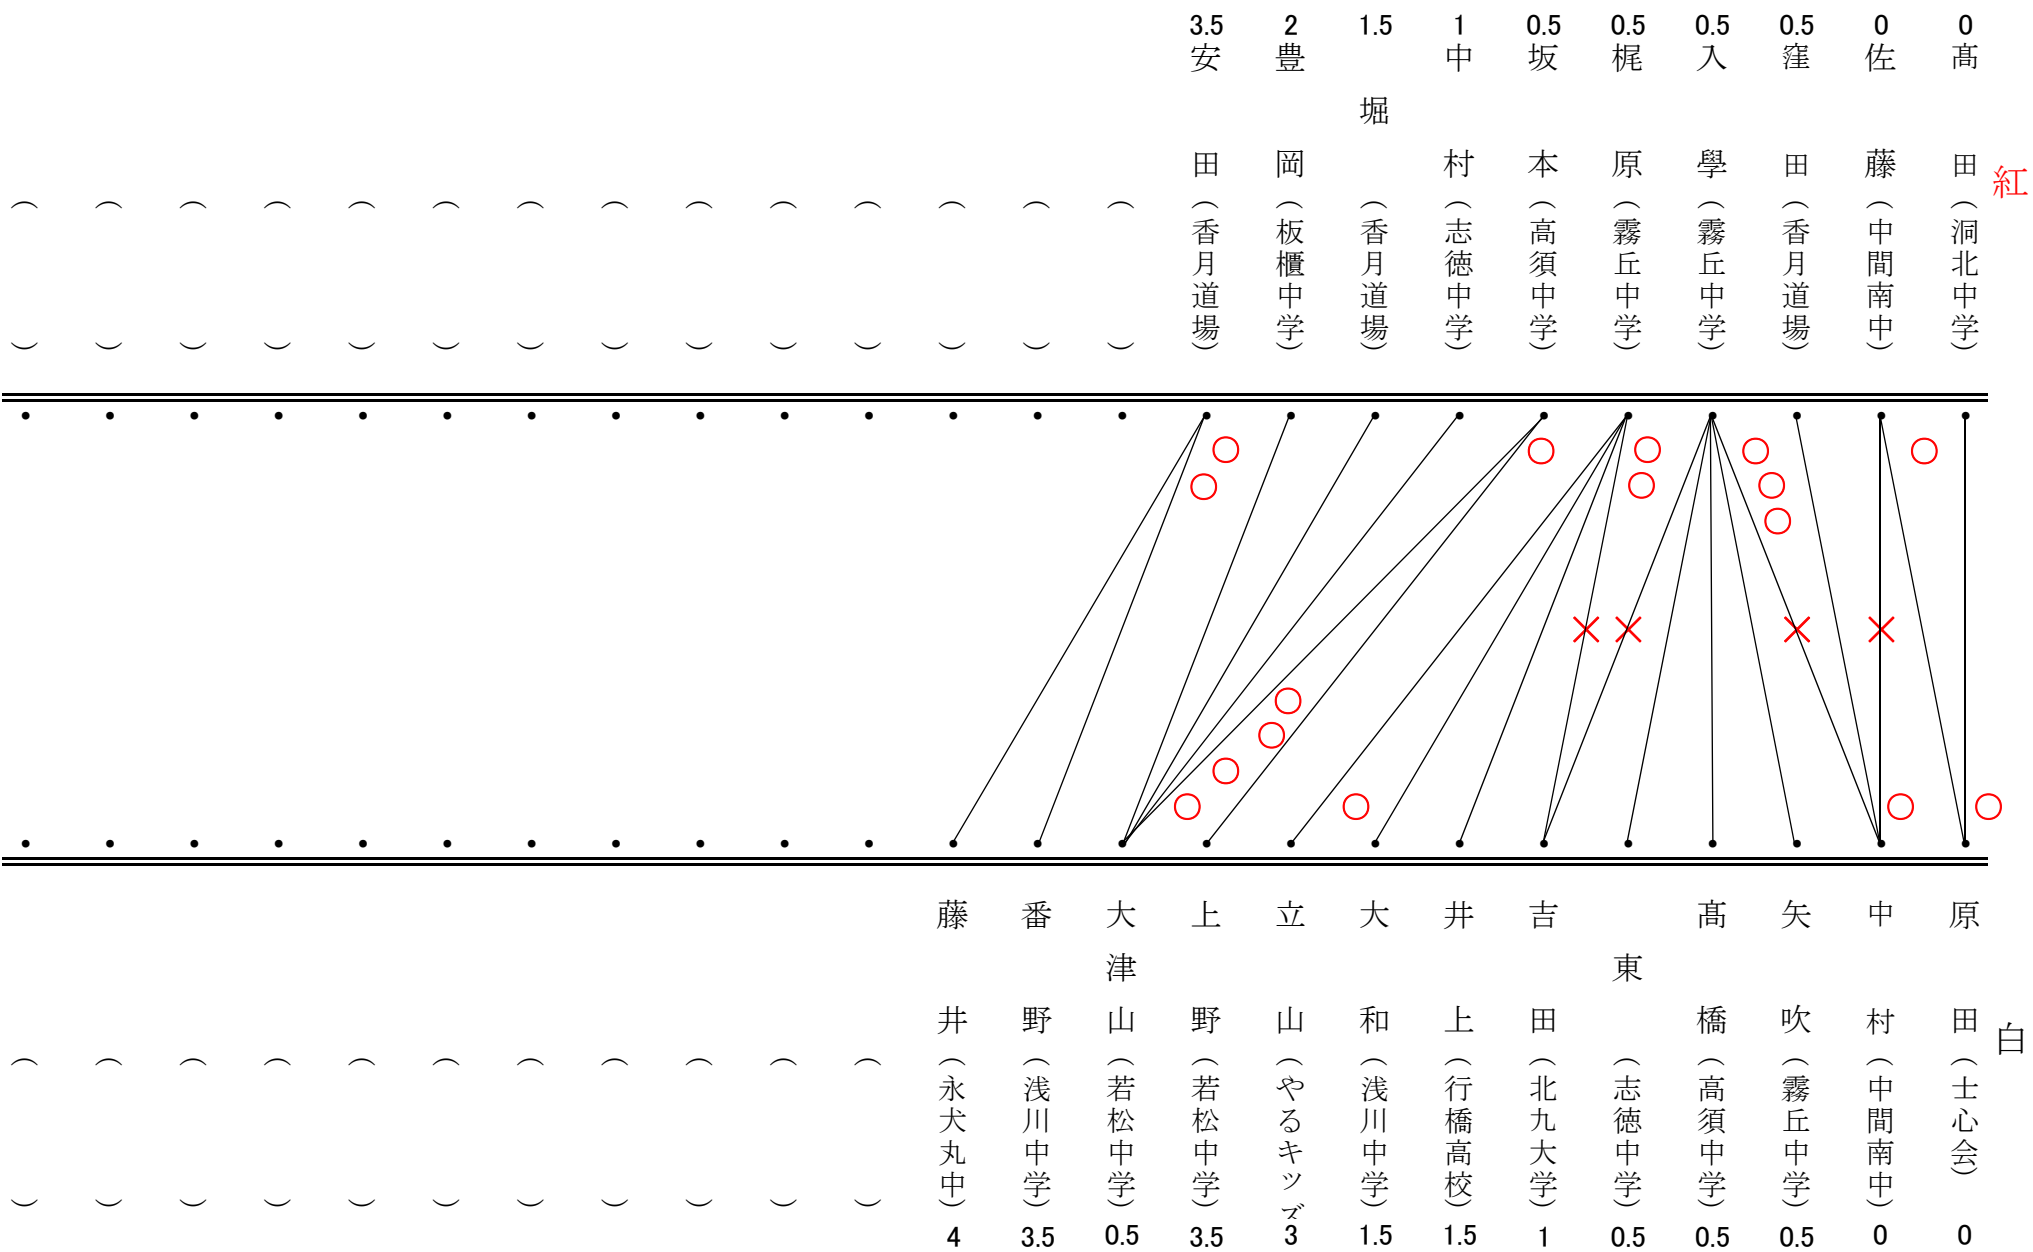 紅
0 髙田（洞北中学）
0 佐藤（中間南中）
0.5 窪田（香月道場）
0.5 入學（霧丘中学）
0.5 梶原（霧丘中学）
0.5 坂本（高須中学）
1 中村（志徳中学）
1.5 堀（香月道場）
2 豊岡（板櫃中学）
3.5 安田（香月道場）
白
原田（士心会） 0
中村（中間南中） 0
矢吹（霧丘中学） 0.5
髙橋（高須中学） 0.5
東（志徳中学） 0.5
吉田（北九大学） 1
井上（行橋高校） 1.5
大和（浅川中学） 1.5
立山（やるキッズ 3
上野（若松中学） 3.5
大津山（若松中学） 0.5
番野（浅川中学） 3.5
藤井（永犬丸中） 4